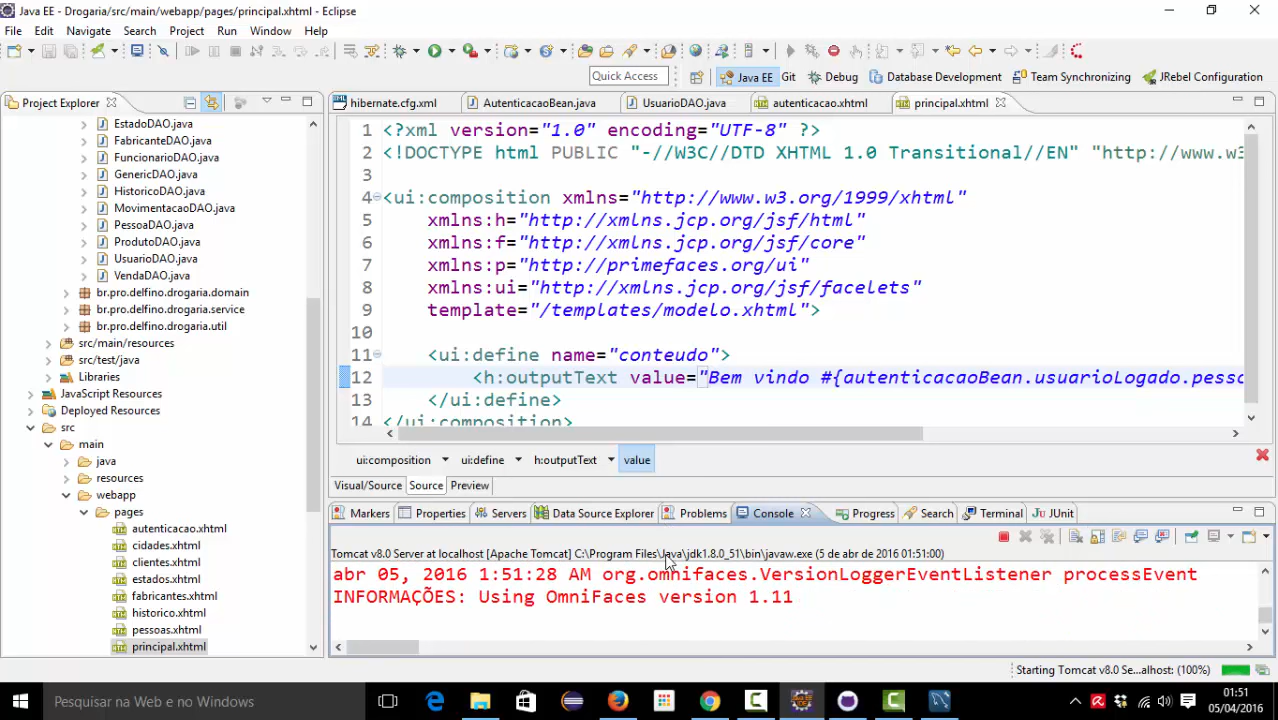 Java EE - Drogaria/src/main/webapp/pages/principal.xhtml - Eclipse
File Edit Navigate Search Project Run Window Help
Quick Access Java EE Git Debug Database Development Team Synchronizing JRebel Configuration
Project Explorer
EstadoDAO.java
FabricanteDAO.java
FuncionarioDAO.java
GenericDAO.java
HistoricoDAO.java
MovimentacaoDAO.java
PessoaDAO.java
ProdutoDAO.java
UsuarioDAO.java
VendaDAO.java
br.pro.delfino.drogaria.domain
br.pro.delfino.drogaria.service
br.pro.delfino.drogaria.util
src/main/resources
src/test/java
Libraries
JavaScript Resources
Deployed Resources
src
main
java
resources
webapp
pages
autenticacao.xhtml
cidades.xhtml
clientes.xhtml
estados.xhtml
fabricantes.xhtml
historico.xhtml
pessoas.xhtml
principal.xhtml
hibernate.cfg.xml AutenticacaoBean.java UsuarioDAO.java autenticacao.xhtml principal.xhtml
1 <?xml version="1.0" encoding="UTF-8" ?>
2 <!DOCTYPE html PUBLIC "-//W3C//DTD XHTML 1.0 Transitional//EN" "http://www.w3
3
4 <ui:composition xmlns="http://www.w3.org/1999/xhtml"
5 xmlns:h="http://xmlns.jcp.org/jsf/html"
6 xmlns:f="http://xmlns.jcp.org/jsf/core"
7 xmlns:p="http://primefaces.org/ui"
8 xmlns:ui="http://xmlns.jcp.org/jsf/facelets"
9 template="/templates/modelo.xhtml">
10
11 <ui:define name="conteudo">
12 <h:outputText value="Bem vindo #{autenticacaoBean.usuarioLogado.pesso
13 </ui:define>
14 </ui:composition>
ui:composition ui:define h:outputText value
Visual/Source Source Preview
Markers Properties Servers Data Source Explorer Problems Console Progress Search Terminal JUnit
Tomcat v8.0 Server at localhost [Apache Tomcat] C:\Program Files\Java\jdk1.8.0_51\bin\javaw.exe (5 de abr de 2016 01:51:00)
abr 05, 2016 1:51:28 AM org.omnifaces.VersionLoggerEventListener processEvent
INFORMAÇÕES: Using OmniFaces version 1.11
Starting Tomcat v8.0 Se...alhost: (100%)
Pesquisar na Web e no Windows
01:51
05/04/2016